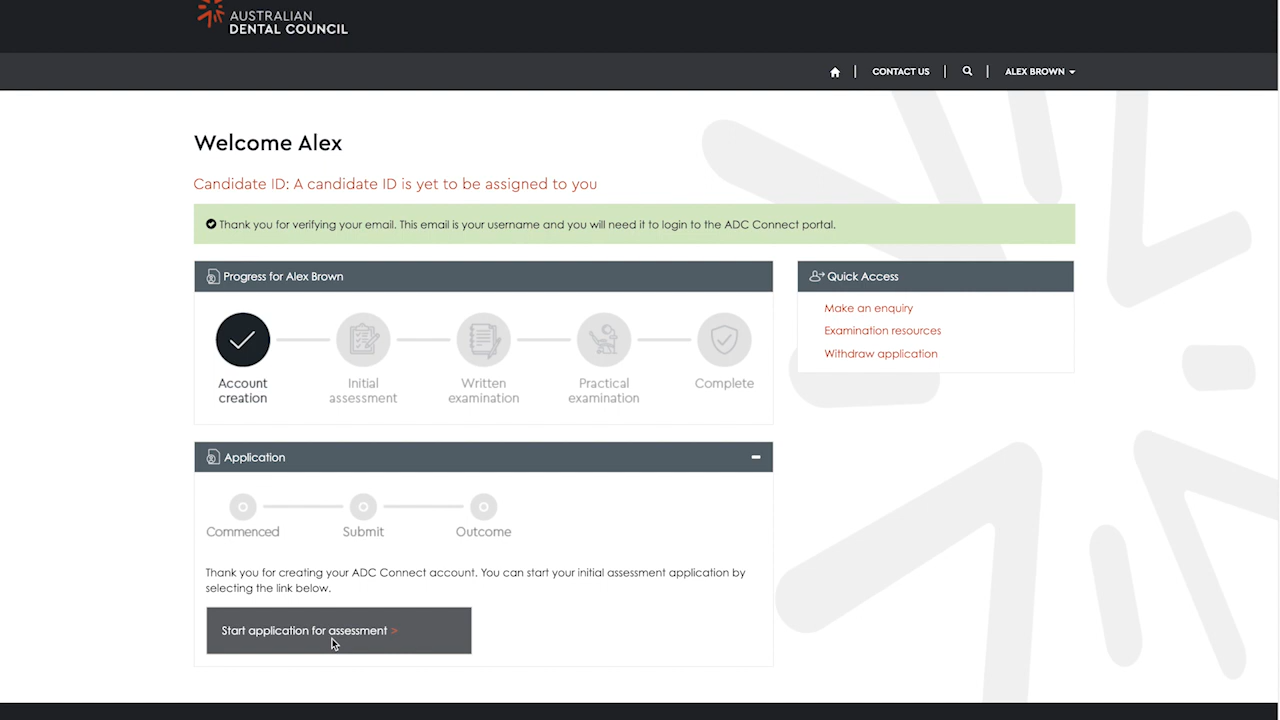 AUSTRALIAN
DENTAL COUNCIL
CONTACT US
ALEX BROWN
Welcome Alex
Candidate ID: A candidate ID is yet to be assigned to you
Thank you for verifying your email. This email is your username and you will need it to login to the ADC Connect portal.
Progress for Alex Brown
Account
creation
Initial
assessment
Written
examination
Practical
examination
Complete
Quick Access
Make an enquiry
Examination resources
Withdraw application
Application
Commenced
Submit
Outcome
Thank you for creating your ADC Connect account. You can start your initial assessment application by
selecting the link below.
Start application for assessment >